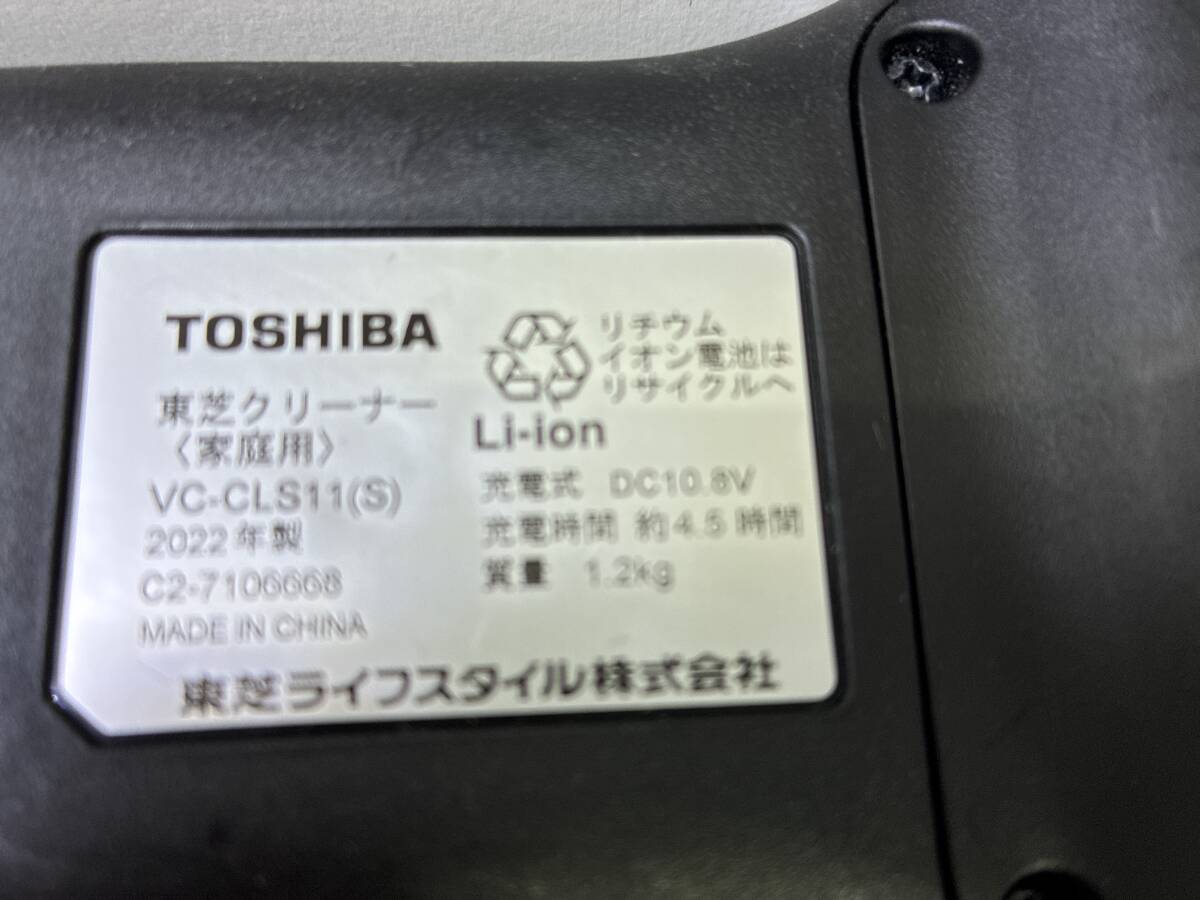 TOSHIBA
東芝クリーナー
〈家庭用〉
VC-CLS11(S)
2022年製
C2-7106668
MADE IN CHINA
リチウム
イオン電池は
リサイクルへ
Li-ion
充電式 DC10.8V
充電時間 約4.5時間
質量 1.2kg
東芝ライフスタイル株式会社